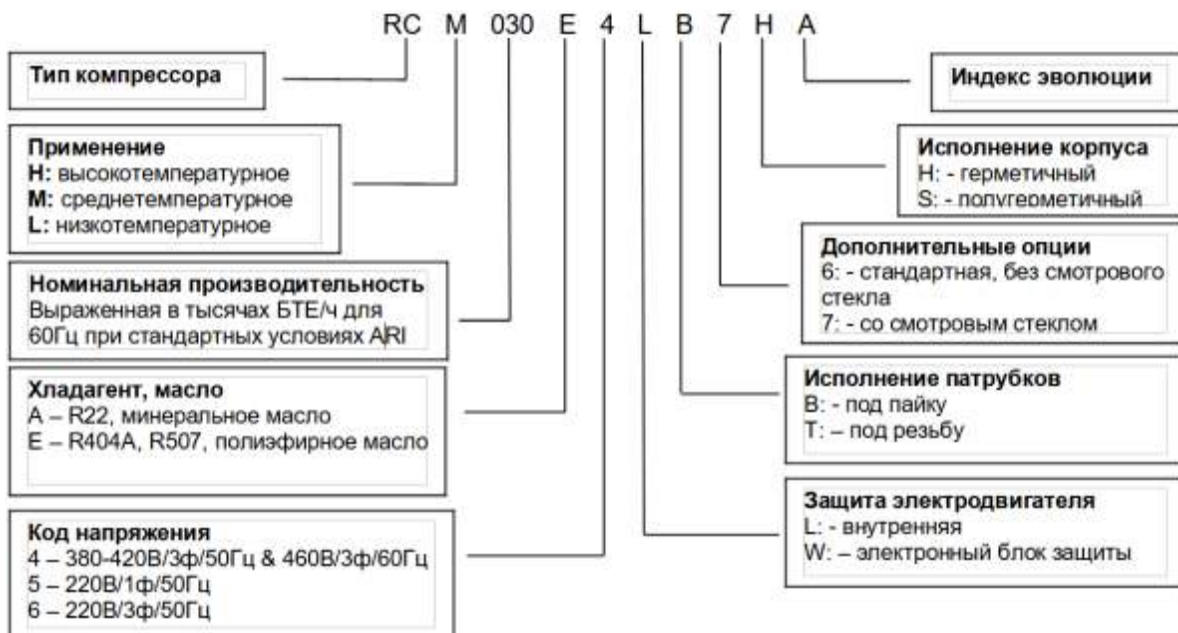 RC M 030 E 4 L B 7 H A
Тип компрессора
Применение
H: высокотемпературное
M: среднетемпературное
L: низкотемпературное
Номинальная производительность
Выраженная в тысячах БТЕ/ч для
60Гц при стандартных условиях ARI
Хладагент, масло
A – R22, минеральное масло
E – R404A, R507, полиэфирное масло
Код напряжения
4 – 380-420В/3ф/50Гц & 460В/3ф/60Гц
5 – 220В/1ф/50Гц
6 – 220В/3ф/50Гц
Индекс эволюции
Исполнение корпуса
H: - герметичный
S: - полугерметичный
Дополнительные опции
6: - стандартная, без смотрового
стекла
7: - со смотровым стеклом
Исполнение патрубков
B: - под пайку
T: – под резьбу
Защита электродвигателя
L: - внутренняя
W: – электронный блок защиты